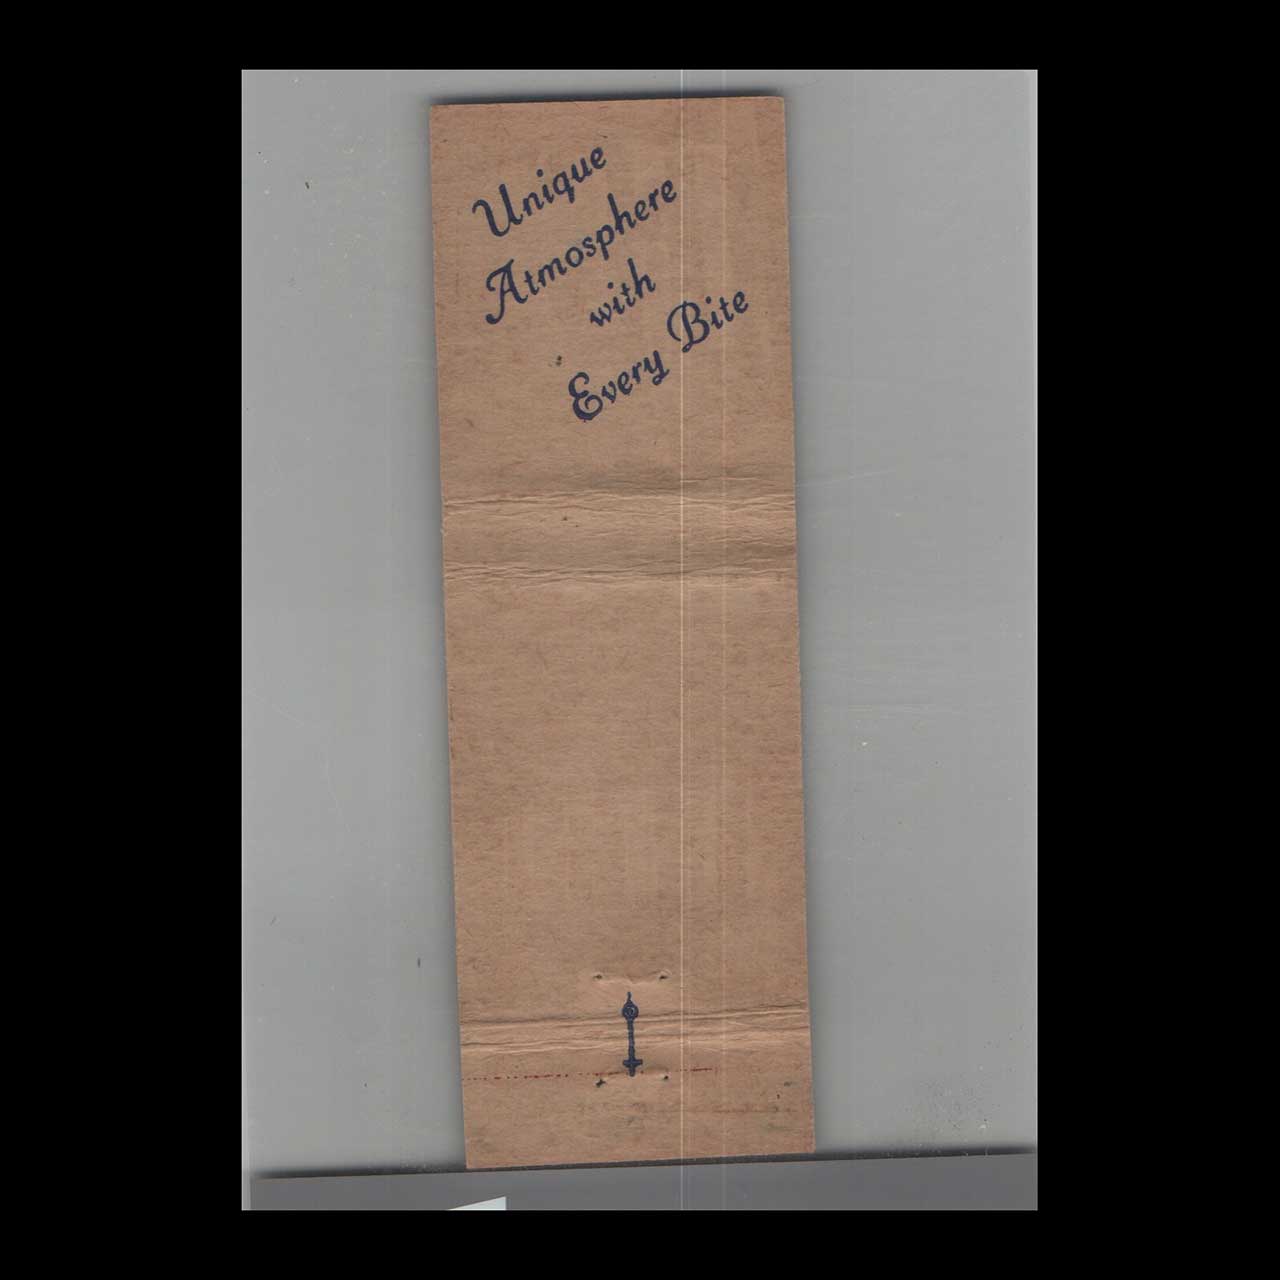 Unique
Atmosphere
with
Every Bite